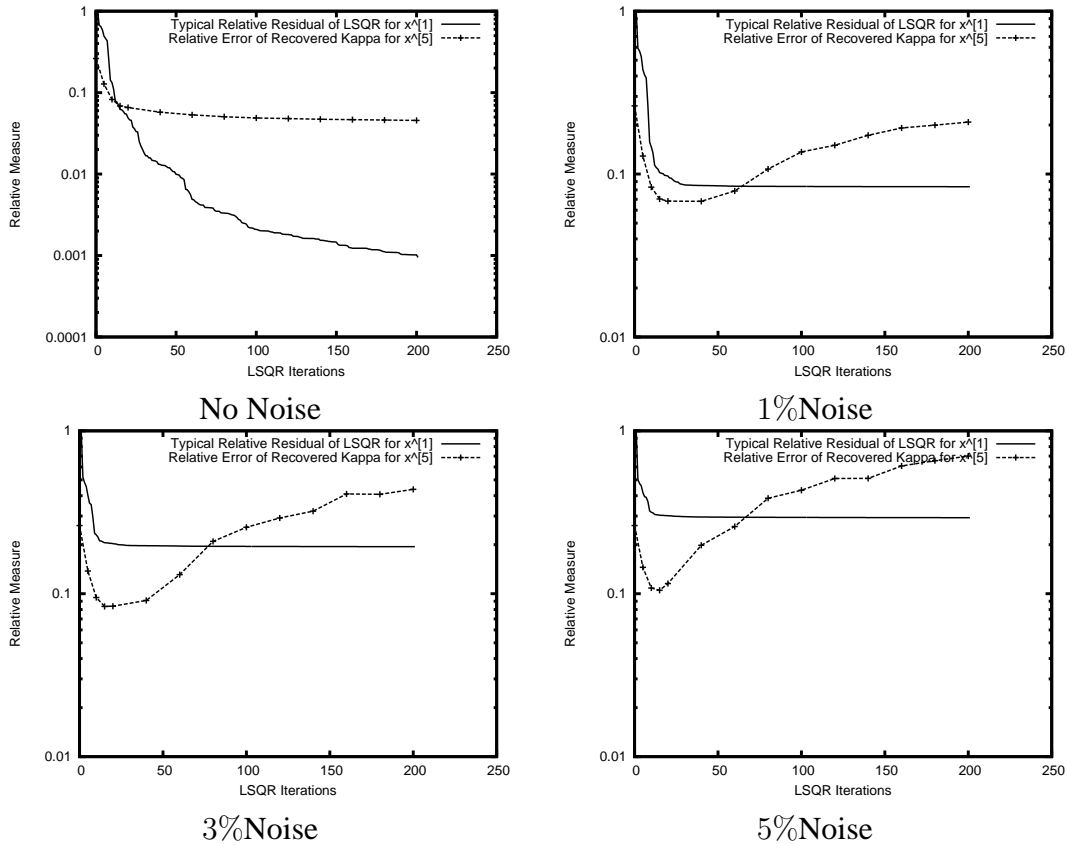 1
0.1
0.01
0.001
0.0001
0 50 100 150 200 250
Relative Measure
LSQR Iterations
Typical Relative Residual of LSQR for x^[1]
Relative Error of Recovered Kappa for x^[5]
No Noise
1
0.1
0.01
0 50 100 150 200 250
Relative Measure
LSQR Iterations
Typical Relative Residual of LSQR for x^[1]
Relative Error of Recovered Kappa for x^[5]
1%Noise
1
0.1
0.01
0 50 100 150 200 250
Relative Measure
LSQR Iterations
Typical Relative Residual of LSQR for x^[1]
Relative Error of Recovered Kappa for x^[5]
3%Noise
1
0.1
0.01
0 50 100 150 200 250
Relative Measure
LSQR Iterations
Typical Relative Residual of LSQR for x^[1]
Relative Error of Recovered Kappa for x^[5]
5%Noise